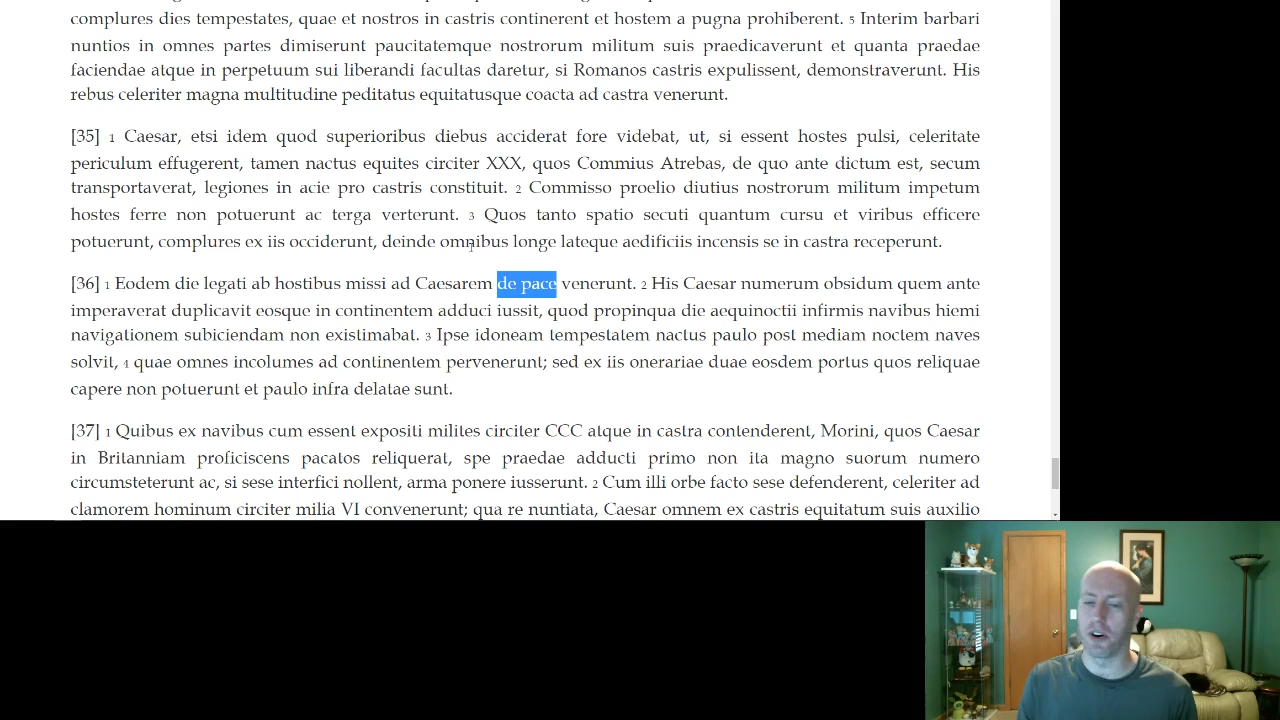 complures dies tempestates, quae et nostros in castris continerent et hostem a pugna prohiberent. 5 Interim barbari
nuntios in omnes partes dimiserunt paucitatemque nostrorum militum suis praedicaverunt et quanta praedae
faciendae atque in perpetuum sui liberandi facultas daretur, si Romanos castris expulissent, demonstraverunt. His
rebus celeriter magna multitudine peditatus equitatusque coacta ad castra venerunt.
[35] 1 Caesar, etsi idem quod superioribus diebus acciderat fore videbat, ut, si essent hostes pulsi, celeritate
periculum effugerent, tamen nactus equites circiter XXX, quos Commius Atrebas, de quo ante dictum est, secum
transportaverat, legiones in acie pro castris constituit. 2 Commisso proelio diutius nostrorum militum impetum
hostes ferre non potuerunt ac terga verterunt. 3 Quos tanto spatio secuti quantum cursu et viribus efficere
potuerunt, complures ex iis occiderunt, deinde omnibus longe lateque aedificiis incensis se in castra receperunt.
[36] 1 Eodem die legati ab hostibus missi ad Caesarem de pace venerunt. 2 His Caesar numerum obsidum quem ante
imperaverat duplicavit eosque in continentem adduci iussit, quod propinqua die aequinoctii infirmis navibus hiemi
navigationem subiciendam non existimabat. 3 Ipse idoneam tempestatem nactus paulo post mediam noctem naves
solvit, 4 quae omnes incolumes ad continentem pervenerunt; sed ex iis onerariae duae eosdem portus quos reliquae
capere non potuerunt et paulo infra delatae sunt.
[37] 1 Quibus ex navibus cum essent expositi milites circiter CCC atque in castra contenderent, Morini, quos Caesar
in Britanniam proficiscens pacatos reliquerat, spe praedae adducti primo non ita magno suorum numero
circumsteterunt ac, si sese interfici nollent, arma ponere iusserunt. 2 Cum illi orbe facto sese defenderent, celeriter ad
clamorem hominum circiter milia VI convenerunt; qua re nuntiata, Caesar omnem ex castris equitatum suis auxilio